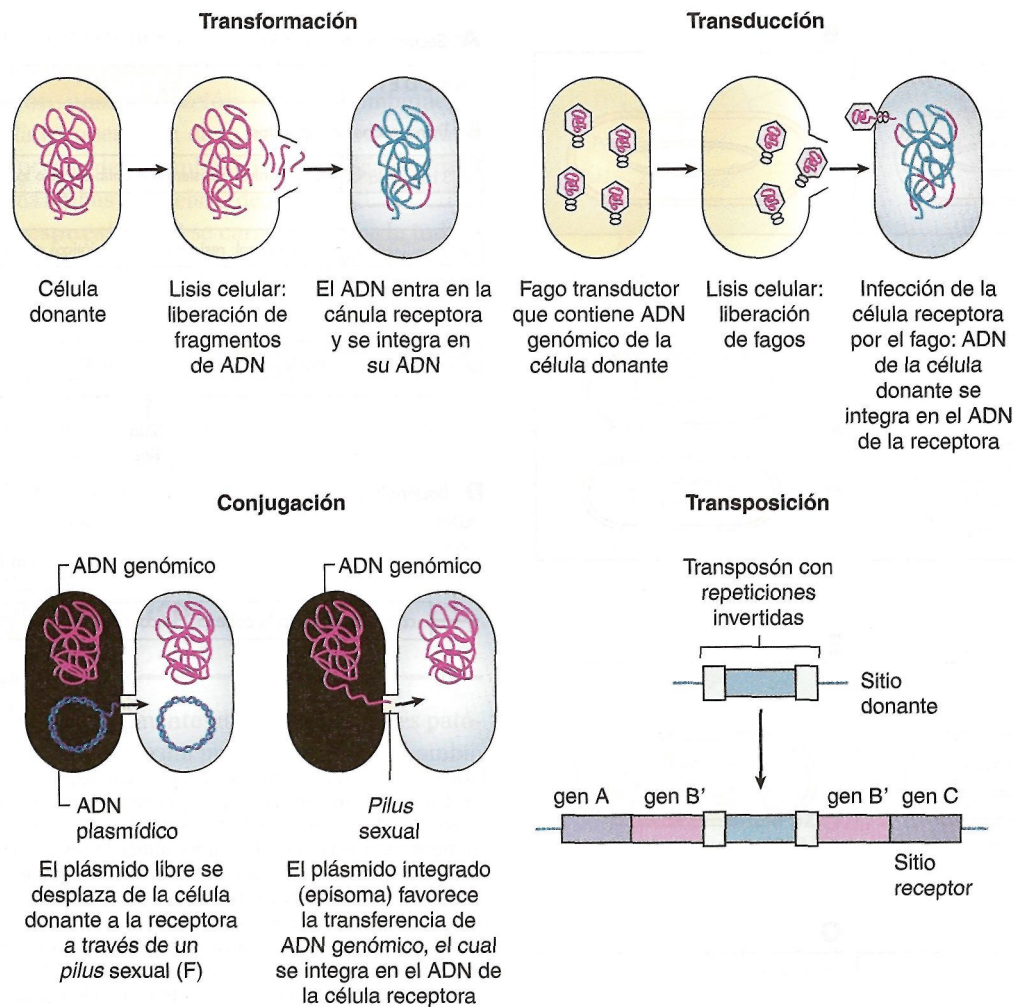 Transformación
Célula
donante
Lisis celular:
liberación de
fragmentos
de ADN
El ADN entra en la
cánula receptora
y se integra en
su ADN
Transducción
Fago transductor
que contiene ADN
genómico de la
célula donante
Lisis celular:
liberación
de fagos
Infección de la
célula receptora
por el fago: ADN
de la célula
donante se
integra en el ADN
de la receptora
Conjugación
ADN genómico
ADN
plasmídico
El plásmido libre se
desplaza de la célula
donante a la receptora
a través de un
pilus sexual (F)
ADN genómico
Pilus
sexual
El plásmido integrado
(episoma) favorece
la transferencia de
ADN genómico, el cual
se integra en el ADN de
la célula receptora
Transposición
Transposón con
repeticiones
invertidas
Sitio
donante
gen A gen B' gen B' gen C
Sitio
receptor